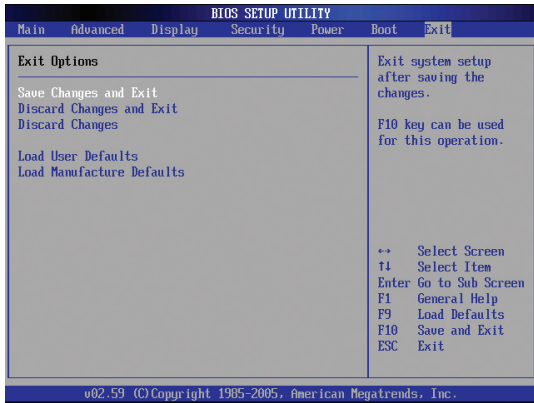 BIOS SETUP UTILITY
Main Advanced Display Security Power Boot Exit
Exit Options
Save Changes and Exit
Discard Changes and Exit
Discard Changes
Load User Defaults
Load Manufacture Defaults
Exit system setup
after saving the
changes.
F10 key can be used
for this operation.
↔ Select Screen
↑↓ Select Item
Enter Go to Sub Screen
F1 General Help
F9 Load Defaults
F10 Save and Exit
ESC Exit
v02.59 (C)Copyright 1985-2005, American Megatrends, Inc.